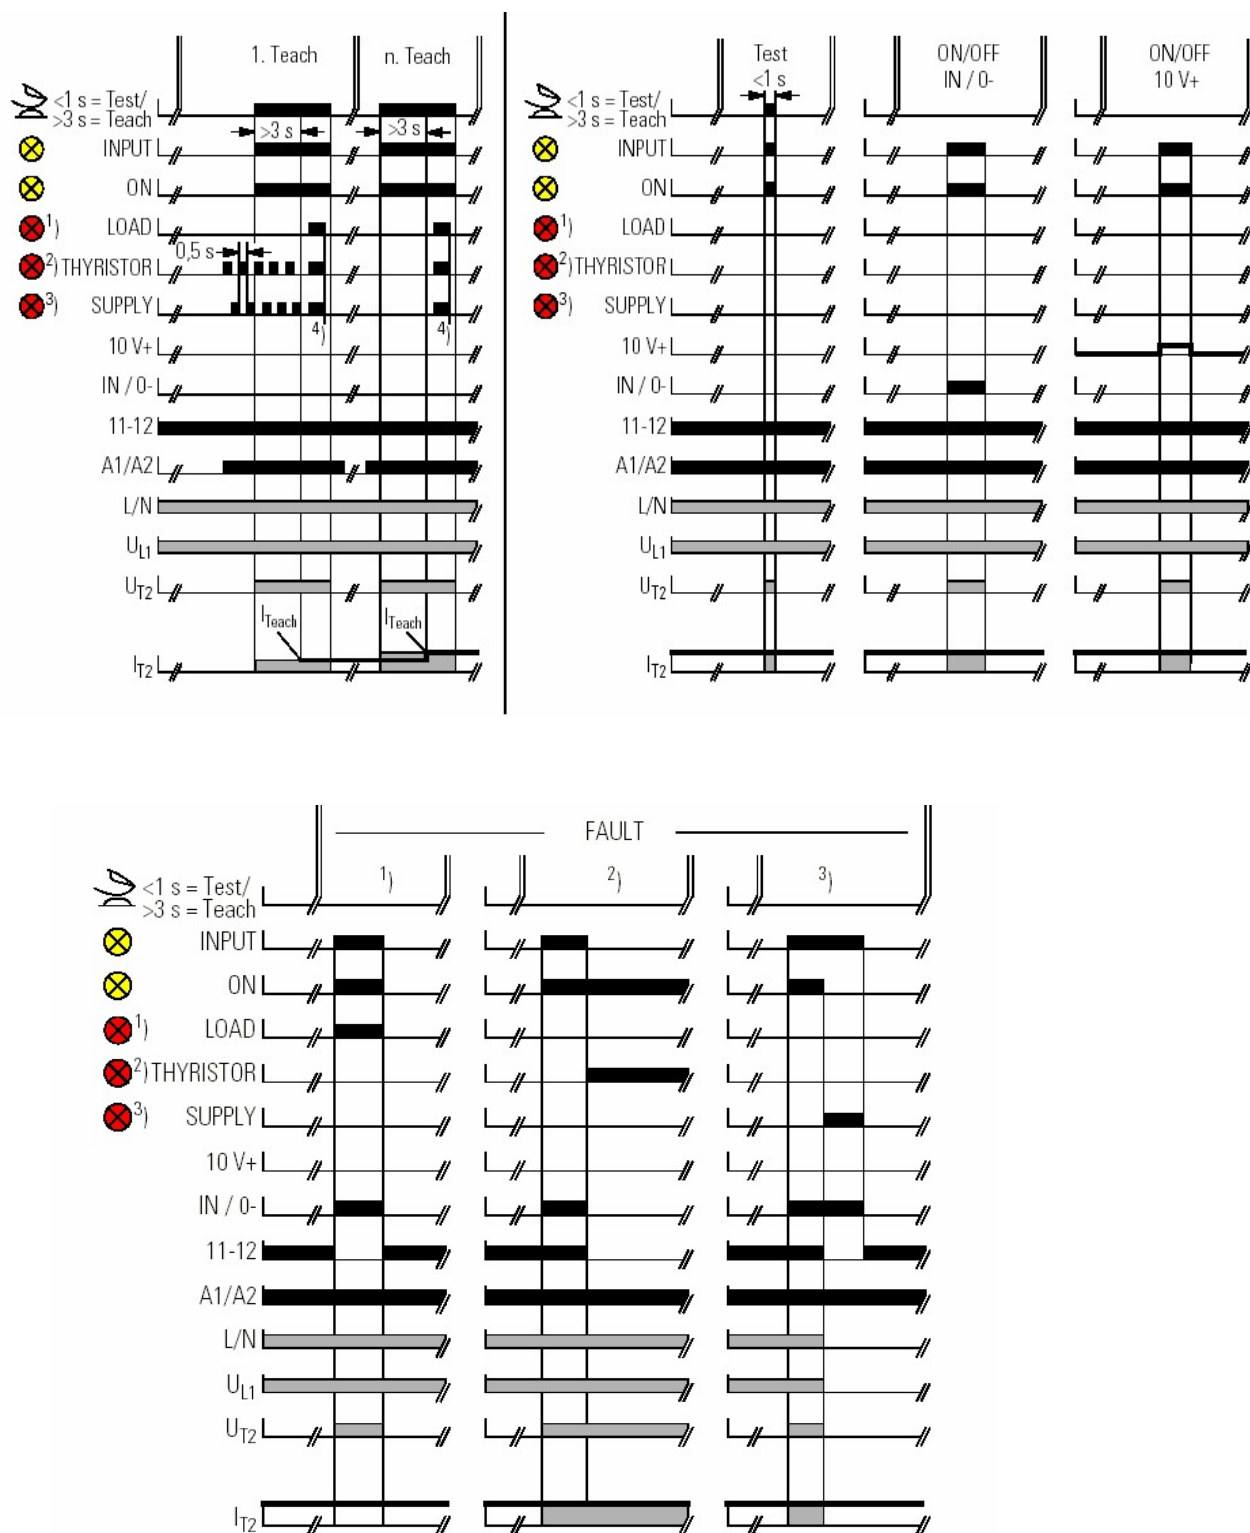 1. Teach
n. Teach
<1 s = Test/
>3 s = Teach
>3 s
>3 s
INPUT
ON
1) LOAD
0,5 s
2) THYRISTOR
3) SUPPLY
4)
4)
10 V+
IN / 0-
11-12
A1/A2
L/N
UL1
UT2
ITeach
ITeach
IT2
Test
<1 s
ON/OFF
IN / 0-
ON/OFF
10 V+
<1 s = Test/
>3 s = Teach
INPUT
ON
1) LOAD
2) THYRISTOR
3) SUPPLY
10 V+
IN / 0-
11-12
A1/A2
L/N
UL1
UT2
IT2
FAULT
1)
2)
3)
<1 s = Test/
>3 s = Teach
INPUT
ON
1) LOAD
2) THYRISTOR
3) SUPPLY
10 V+
IN / 0-
11-12
A1/A2
L/N
UL1
UT2
IT2